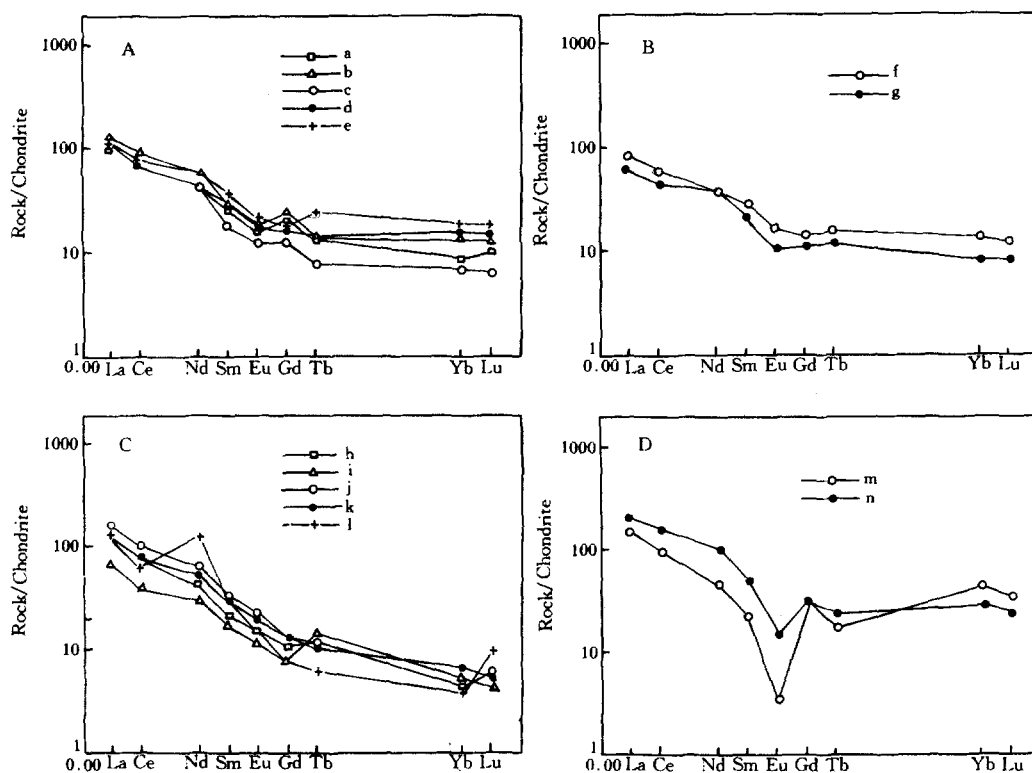 A
1000
100
10
1
0.00
Rock/Chondrite
a
b
c
d
e
La Ce Nd Sm Eu Gd Tb Yb Lu
B
1000
100
10
1
0.00
Rock/Chondrite
f
g
La Ce Nd Sm Eu Gd Tb Yb Lu
C
1000
100
10
1
0.00
Rock/Chondrite
h
i
j
k
l
La Ce Nd Sm Eu Gd Tb Yb Lu
D
1000
100
10
1
0.00
Rock/Chondrite
m
n
La Ce Nd Sm Eu Gd Tb Yb Lu